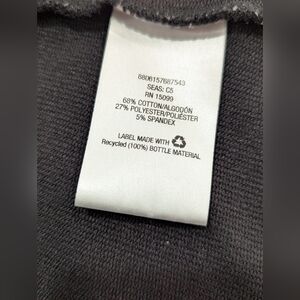 6806157687543
SEAS: C5
RN 15099
68% COTTON/ALGODÓN
27% POLYESTER/POLIÉSTER
5% SPANDEX
LABEL MADE WITH
Recycled (100%) BOTTLE MATERIAL